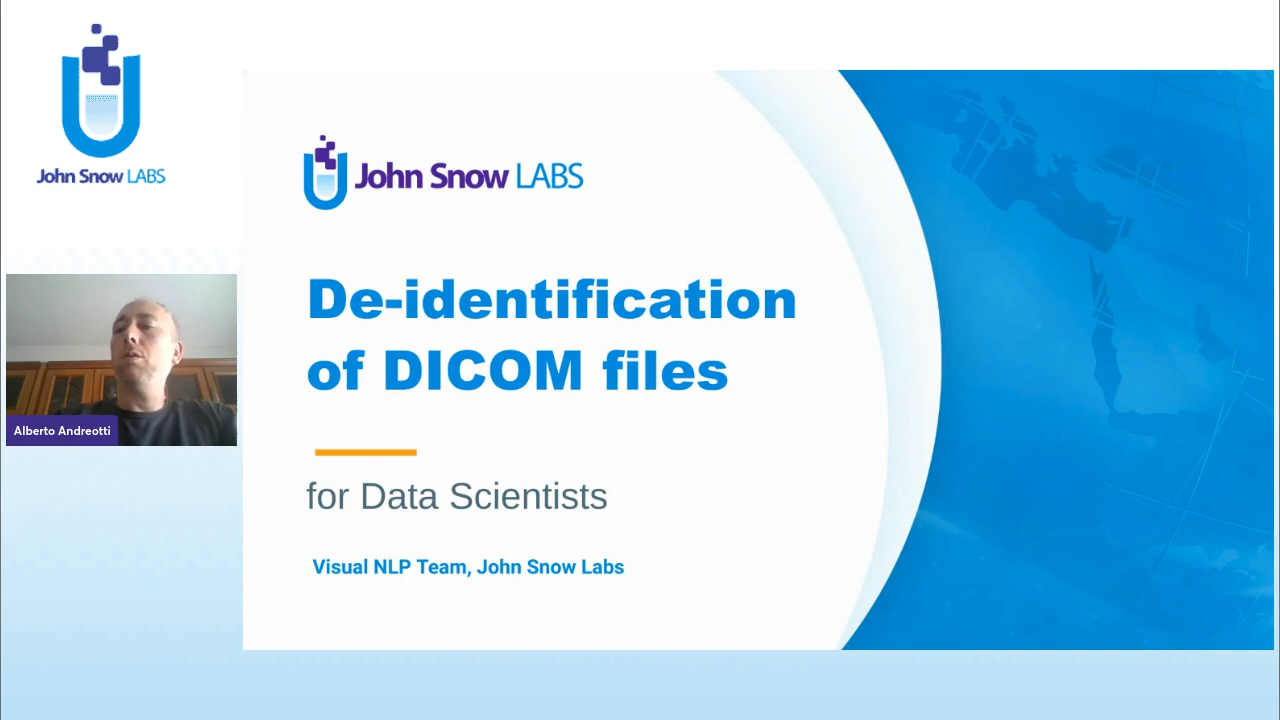 John Snow LABS
John Snow LABS
De-identification
of DICOM files
for Data Scientists
Visual NLP Team, John Snow Labs
Alberto Andreotti